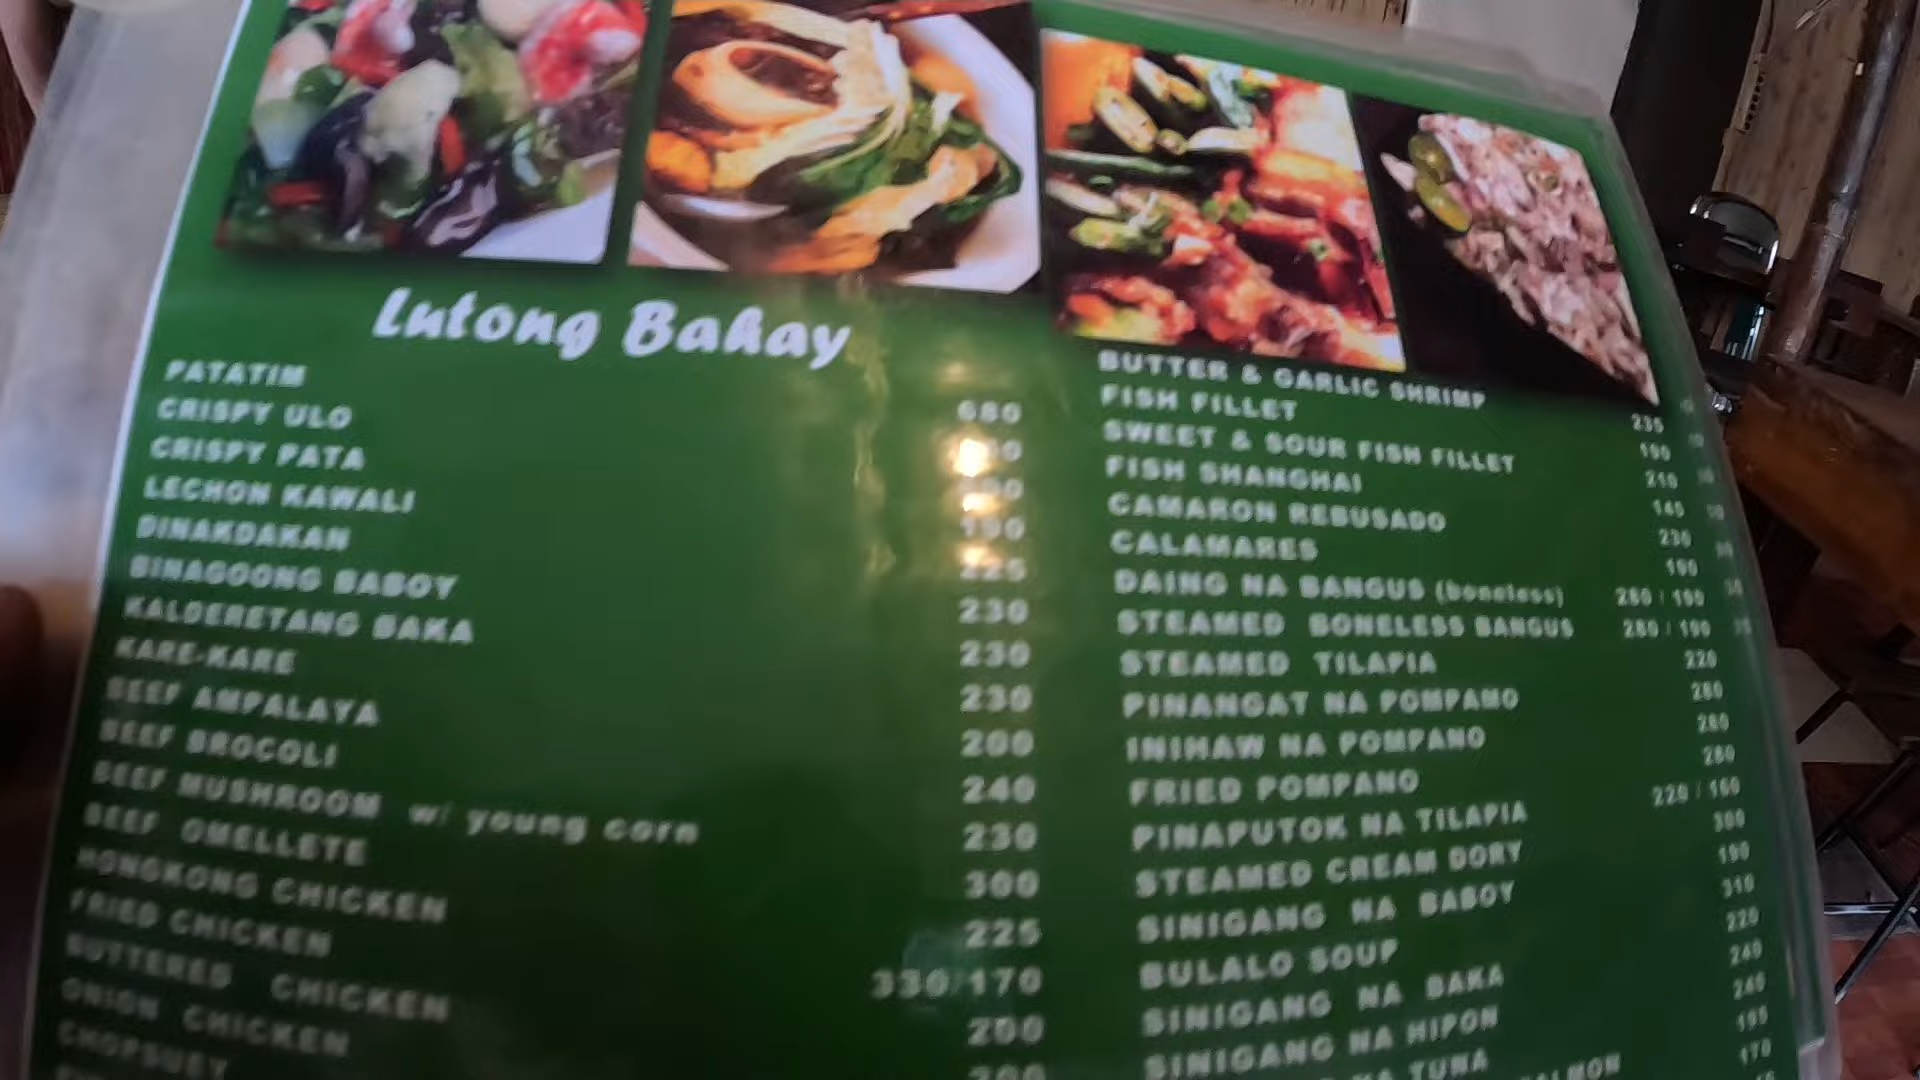 Lutong Bahay
PATATIM 680
CRISPY ULO
CRISPY PATA
LECHON KAWALI 190
DINAKDAKAN 225
BINAGOONG BABOY 230
KALDERETANG BAKA 230
KARE-KARE 230
BEEF AMPALAYA 200
BEEF BROCOLI 240
BEEF MUSHROOM w/ young corn 230
BEEF OMELLETE 300
HONGKONG CHICKEN 225
FRIED CHICKEN 330/170
BUTTERED CHICKEN 200
ONION CHICKEN 200
CHOPSUEY
BUTTER & GARLIC SHRIMP 235
FISH FILLET 190
SWEET & SOUR FISH FILLET 210
FISH SHANGHAI 145
CAMARON REBUSADO 230
CALAMARES 190
DAING NA BANGUS (boneless) 280 / 190
STEAMED BONELESS BANGUS 280 / 190
STEAMED TILAPIA 220
PINANGAT NA POMPANO 280
INIHAW NA POMPANO 280
FRIED POMPANO 280
PINAPUTOK NA TILAPIA 220 / 160
STEAMED CREAM DORY 300
SINIGANG NA BABOY 190
BULALO SOUP 310
SINIGANG NA BAKA 220
SINIGANG NA HIPON 240
NA TUNA 240
SALMON 195
170